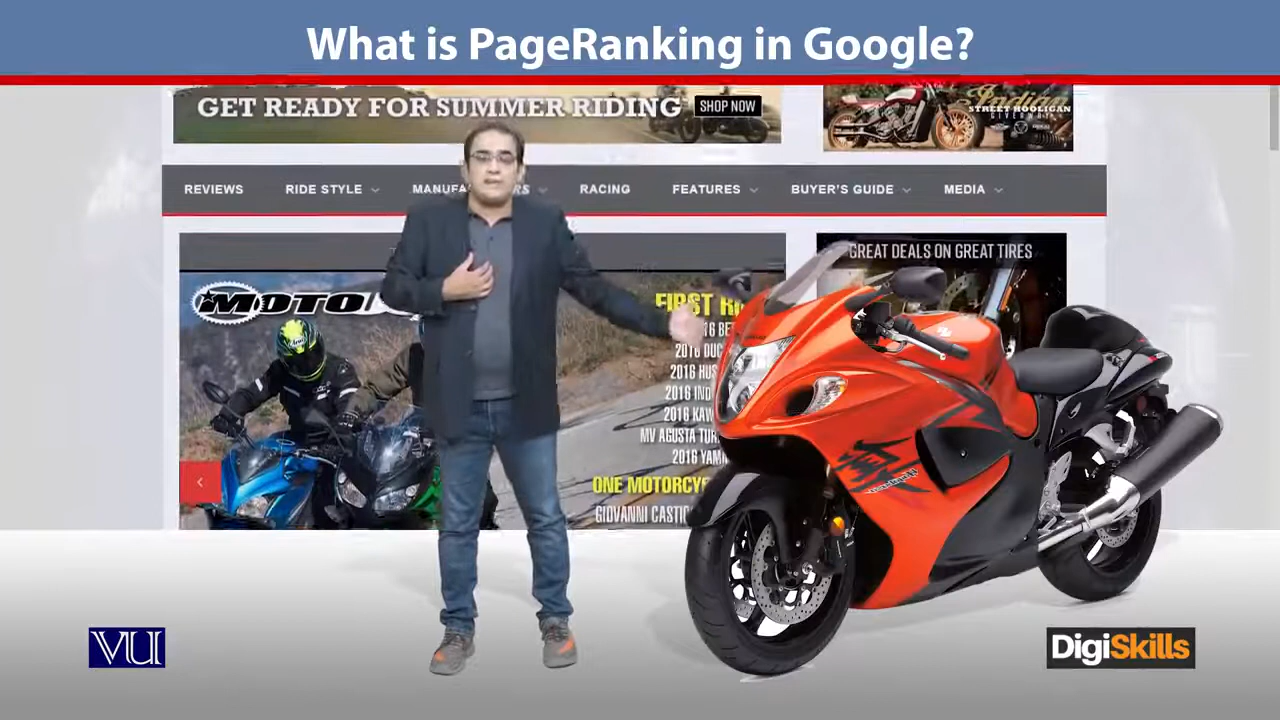 What is PageRanking in Google?
GET READY FOR SUMMER RIDING
SHOP NOW
STREET HOOLIGAN
GIVEAWAY
REVIEWS
RIDE STYLE
RACING
FEATURES
BUYER'S GUIDE
MEDIA
GREAT DEALS ON GREAT TIRES
MOTO
FIRST
2016
2016
2016
2016
2016
MV AGUSTA
2016
ONE
GIOVANNI
VU
DigiSkills